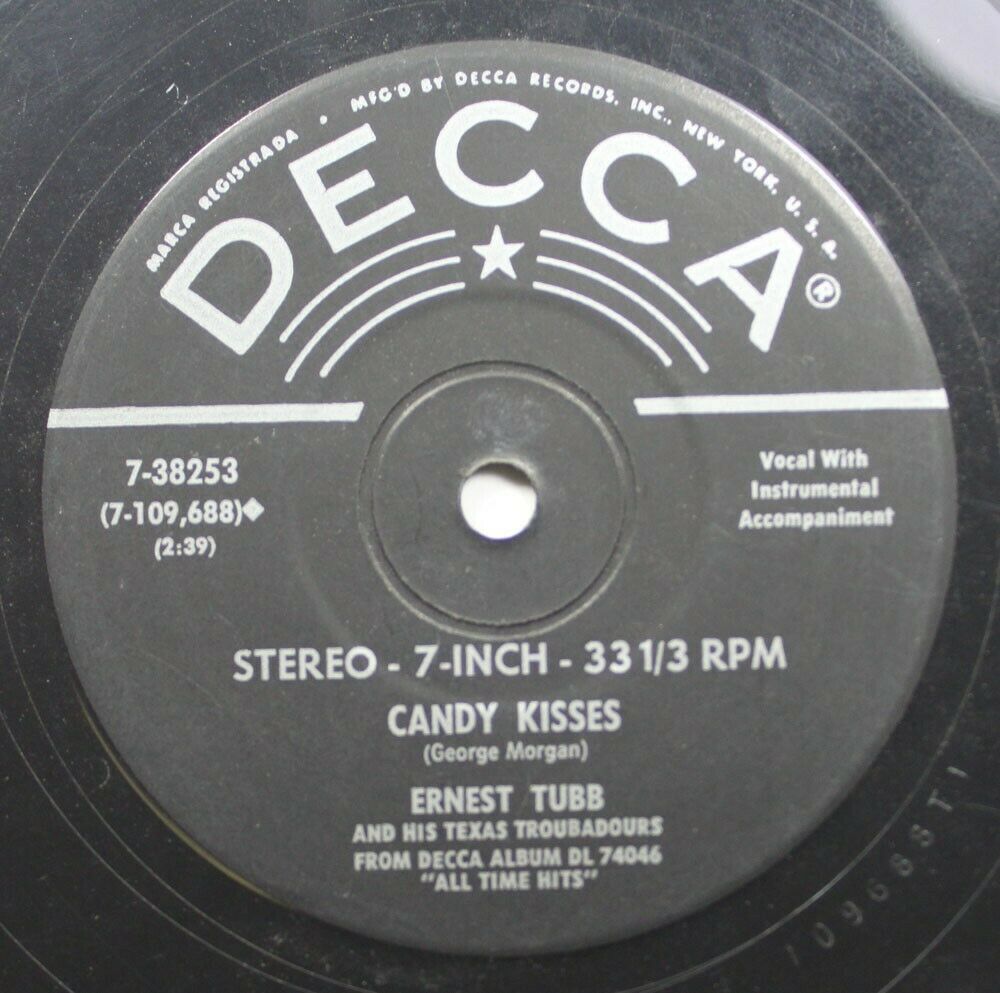 MARCA REGISTRADA • MFG'D BY DECCA RECORDS, INC., NEW YORK, U. S. A.
DECCA®
7-38253
(7-109,688)◆
(2:39)
Vocal With
Instrumental
Accompaniment
STEREO - 7-INCH - 33 1/3 RPM
CANDY KISSES
(George Morgan)
ERNEST TUBB
AND HIS TEXAS TROUBADOURS
FROM DECCA ALBUM DL 74046
"ALL TIME HITS"
109688 T1